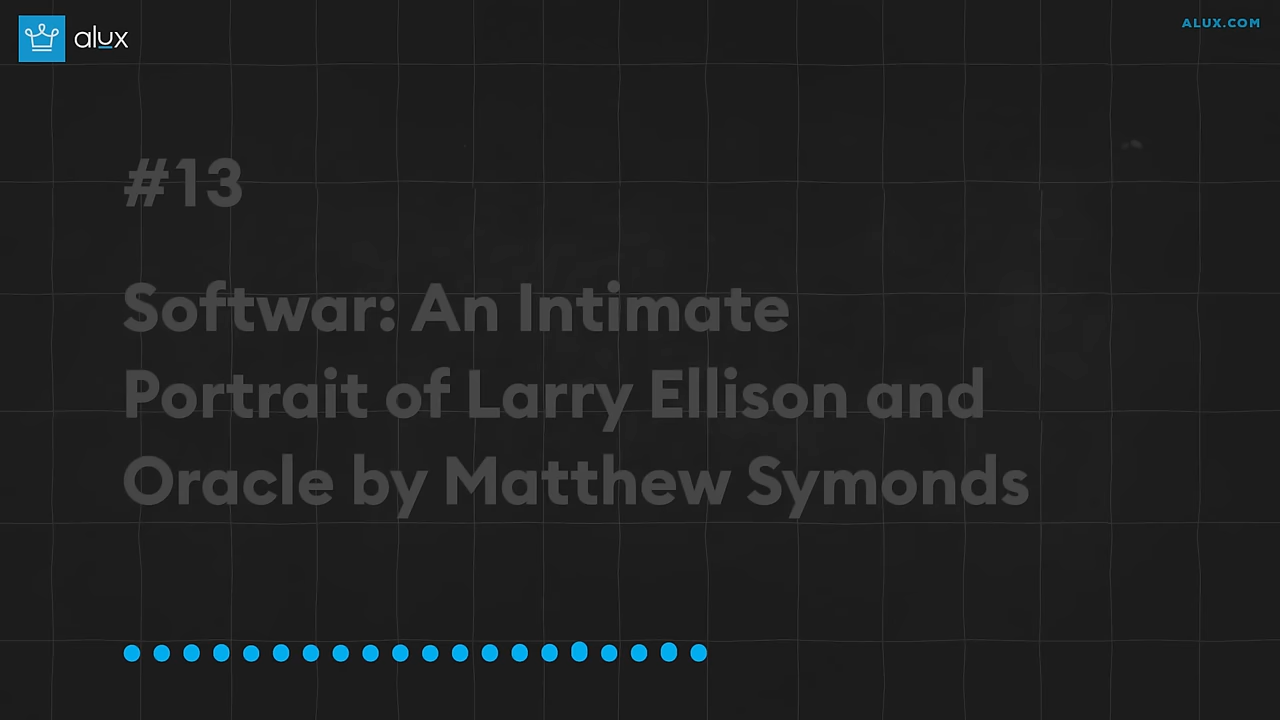 alux
ALUX.COM
#13
Softwar: An Intimate
Portrait of Larry Ellison and
Oracle by Matthew Symonds